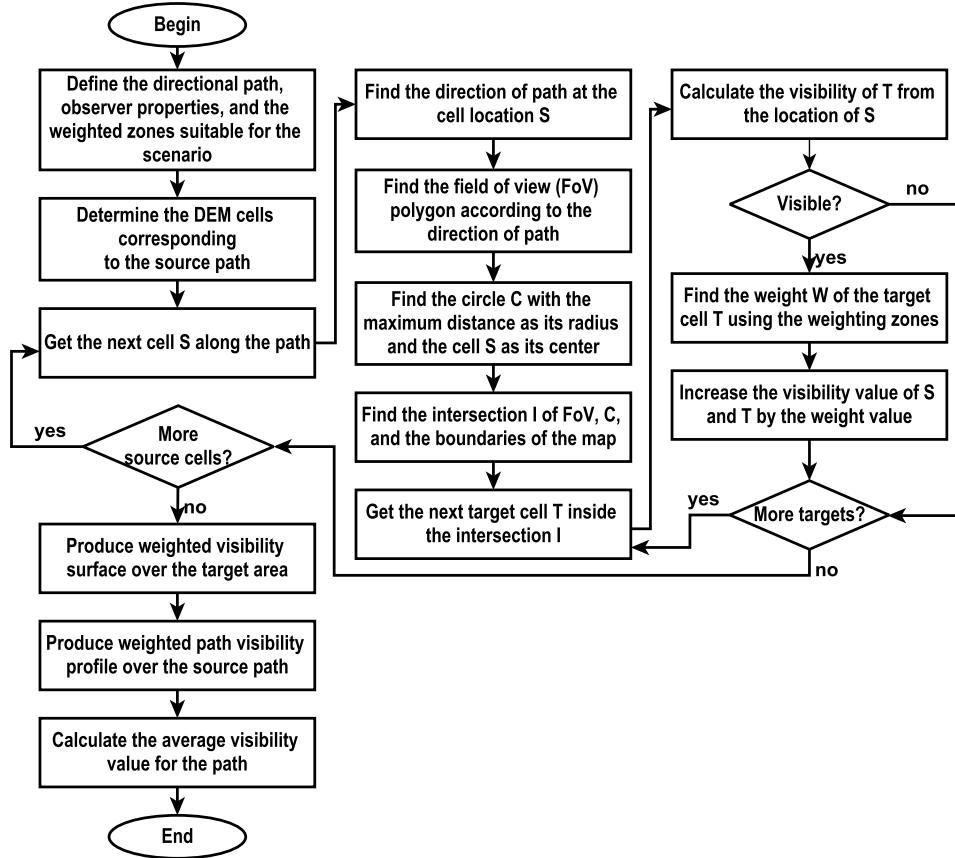 Begin
Define the directional path,
observer properties, and the
weighted zones suitable for the
scenario
Determine the DEM cells
corresponding
to the source path
Get the next cell S along the path
yes
More
source cells?
no
Produce weighted visibility
surface over the target area
Produce weighted path visibility
profile over the source path
Calculate the average visibility
value for the path
End
Find the direction of path at the
cell location S
Find the field of view (FoV)
polygon according to the
direction of path
Find the circle C with the
maximum distance as its radius
and the cell S as its center
Find the intersection I of FoV, C,
and the boundaries of the map
Get the next target cell T inside
the intersection I
Calculate the visibility of T from
the location of S
Visible?
no
yes
Find the weight W of the target
cell T using the weighting zones
Increase the visibility value of S
and T by the weight value
yes
More targets?
no